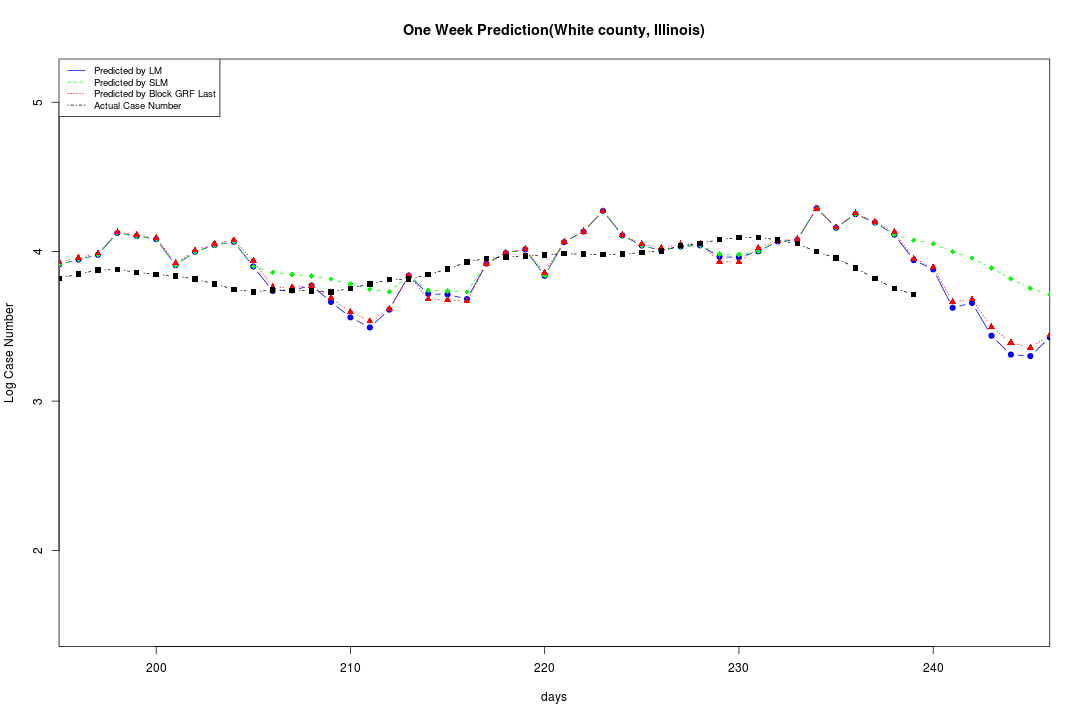 One Week Prediction(White county, Illinois)
Predicted by LM
Predicted by SLM
Predicted by Block GRF Last
Actual Case Number
5
4
3
2
Log Case Number
200 210 220 230 240
days